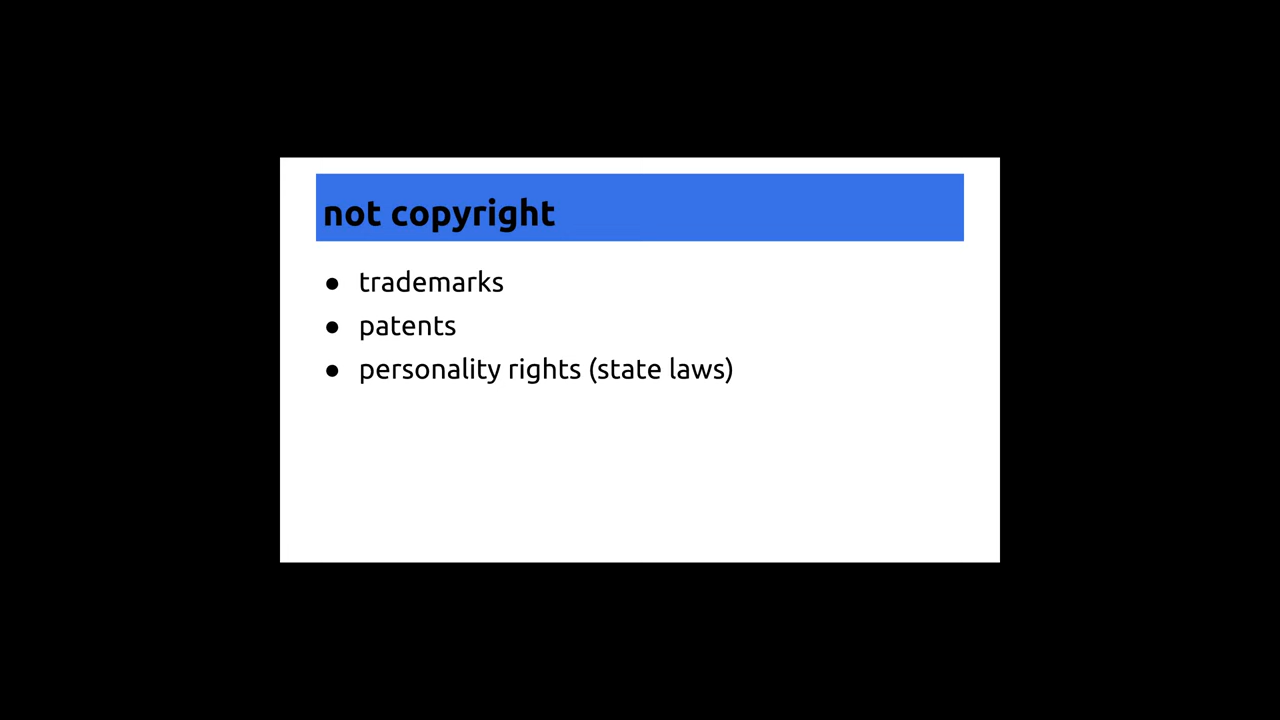 not copyright
● trademarks
● patents
● personality rights (state laws)